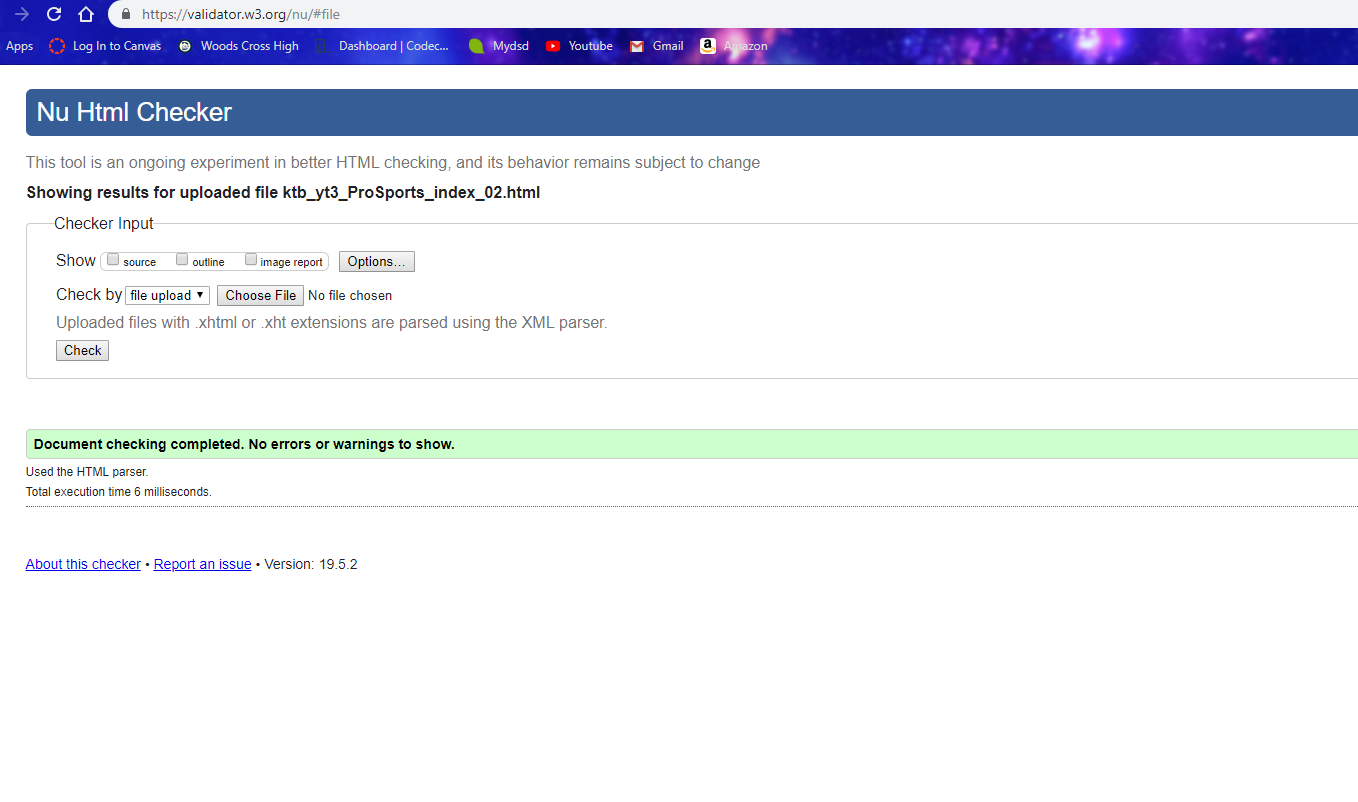 https://validator.w3.org/nu/#file
Apps Log In to Canvas Woods Cross High Dashboard | Codec... Mydsd Youtube Gmail Amazon
Nu Html Checker
This tool is an ongoing experiment in better HTML checking, and its behavior remains subject to change
Showing results for uploaded file ktb_yt3_ProSports_index_02.html
Checker Input
Show source outline image report Options...
Check by file upload Choose File No file chosen
Uploaded files with .xhtml or .xht extensions are parsed using the XML parser.
Check
Document checking completed. No errors or warnings to show.
Used the HTML parser.
Total execution time 6 milliseconds.
About this checker • Report an issue • Version: 19.5.2